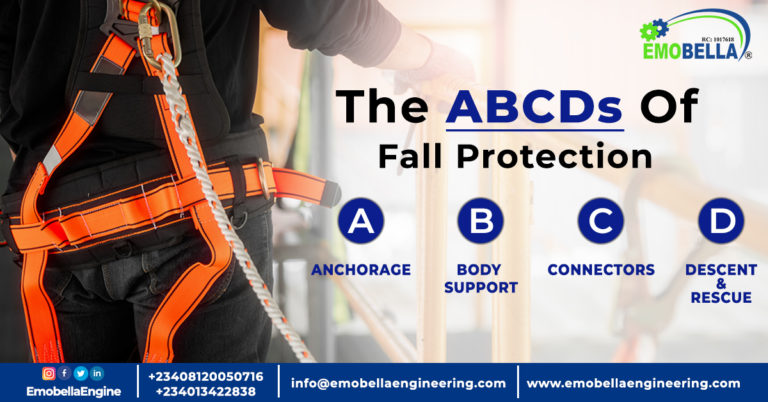 RC: 1017618
EMOBELLA®
The ABCDs Of
Fall Protection
A
ANCHORAGE
B
BODY
SUPPORT
C
CONNECTORS
D
DESCENT
&
RESCUE
EmobellaEngine
+23408120050716
+234013422838
info@emobellaengineering.com
www.emobellaengineering.com